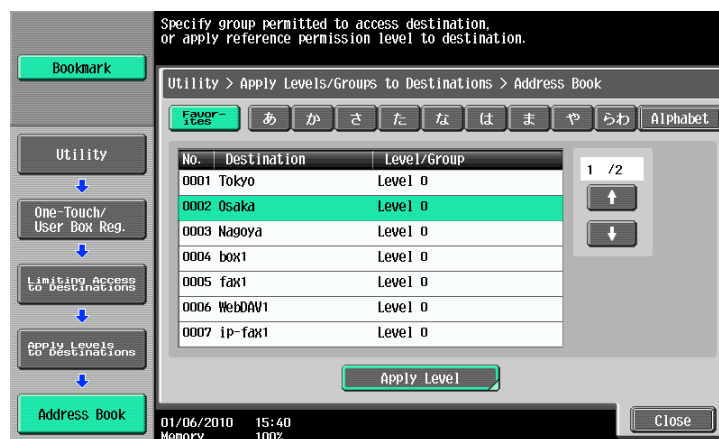 Specify group permitted to access destination,
or apply reference permission level to destination.
Bookmark
Utility > Apply Levels/Groups to Destinations > Address Book
Favor-
ites あ か さ た な は ま や らわ Alphabet
Utility
One-Touch/
User Box Reg.
Limiting Access
to Destinations
Apply Levels
to Destinations
Address Book
No. Destination Level/Group
0001 Tokyo Level 0
0002 Osaka Level 0
0003 Nagoya Level 0
0004 box1 Level 0
0005 fax1 Level 0
0006 WebDAV1 Level 0
0007 ip-fax1 Level 0
1 /2
Apply Level
01/06/2010 15:40
Memory 100%
Close